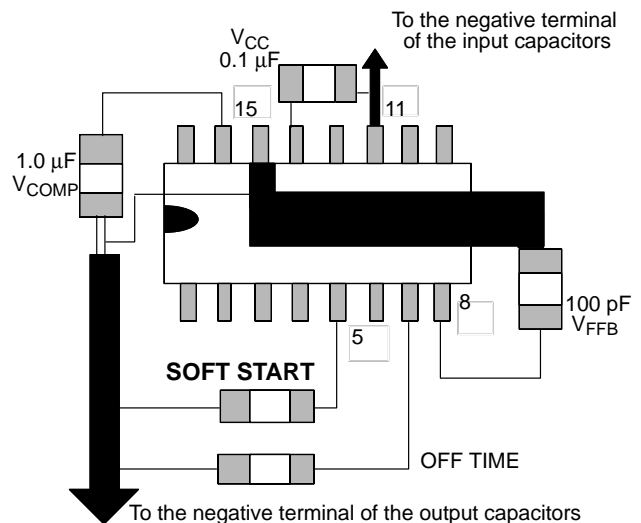 To the negative terminal
of the input capacitors
V_CC
0.1 μF
15
11
1.0 μF
V_COMP
8
100 pF
V_FFB
5
SOFT START
OFF TIME
To the negative terminal of the output capacitors